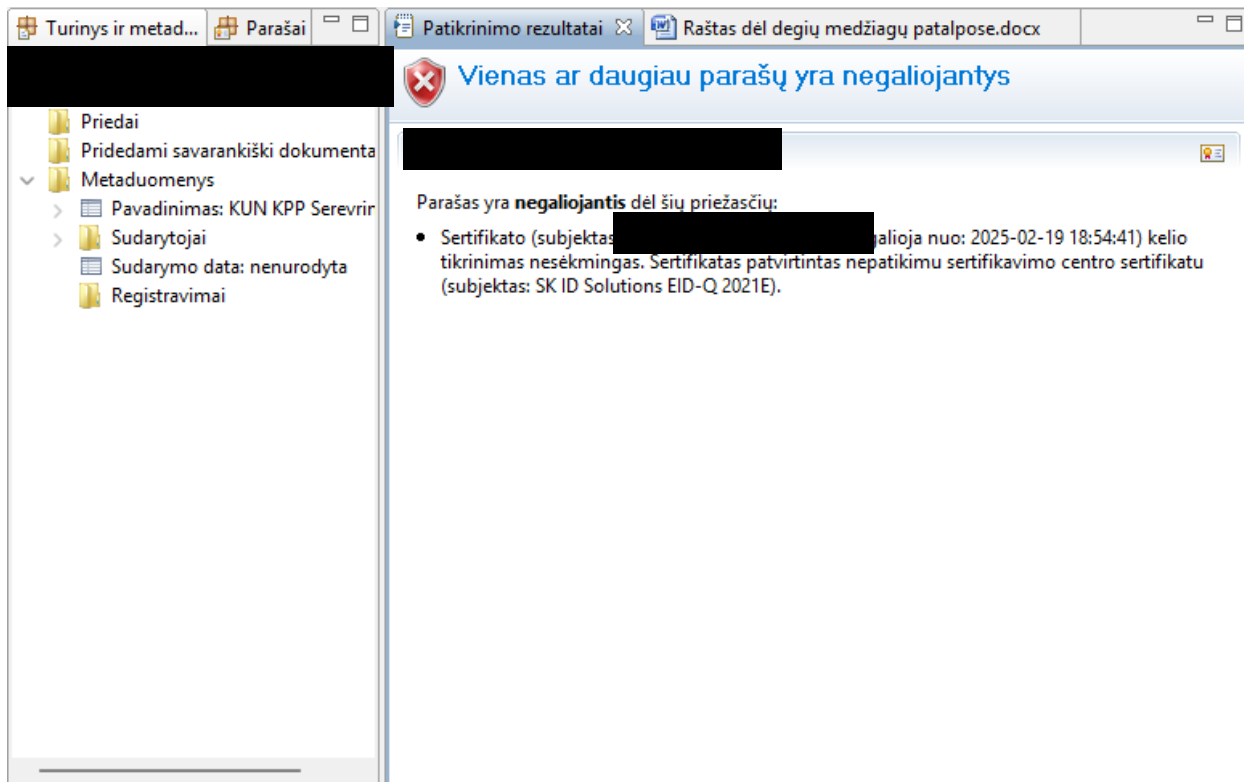 Turinys ir metad...
Parašai
Patikrinimo rezultatai
Raštas dėl degių medžiagų patalpose.docx
Priedai
Pridedami savarankiški dokumenta
Metaduomenys
Pavadinimas: KUN KPP Serevrir
Sudarytojai
Sudarymo data: nenurodyta
Registravimai
Vienas ar daugiau parašų yra negaliojantys
Parašas yra negaliojantis dėl šių priežasčių:
Sertifikato (subjektas galioja nuo: 2025-02-19 18:54:41) kelio
tikrinimas nesėkmingas. Sertifikatas patvirtintas nepatikimu sertifikavimo centro sertifikatu
(subjektas: SK ID Solutions EID-Q 2021E).